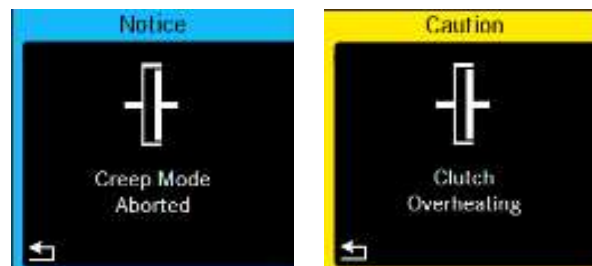 Notice
Creep Mode
Aborted
Caution
Clutch
Overheating